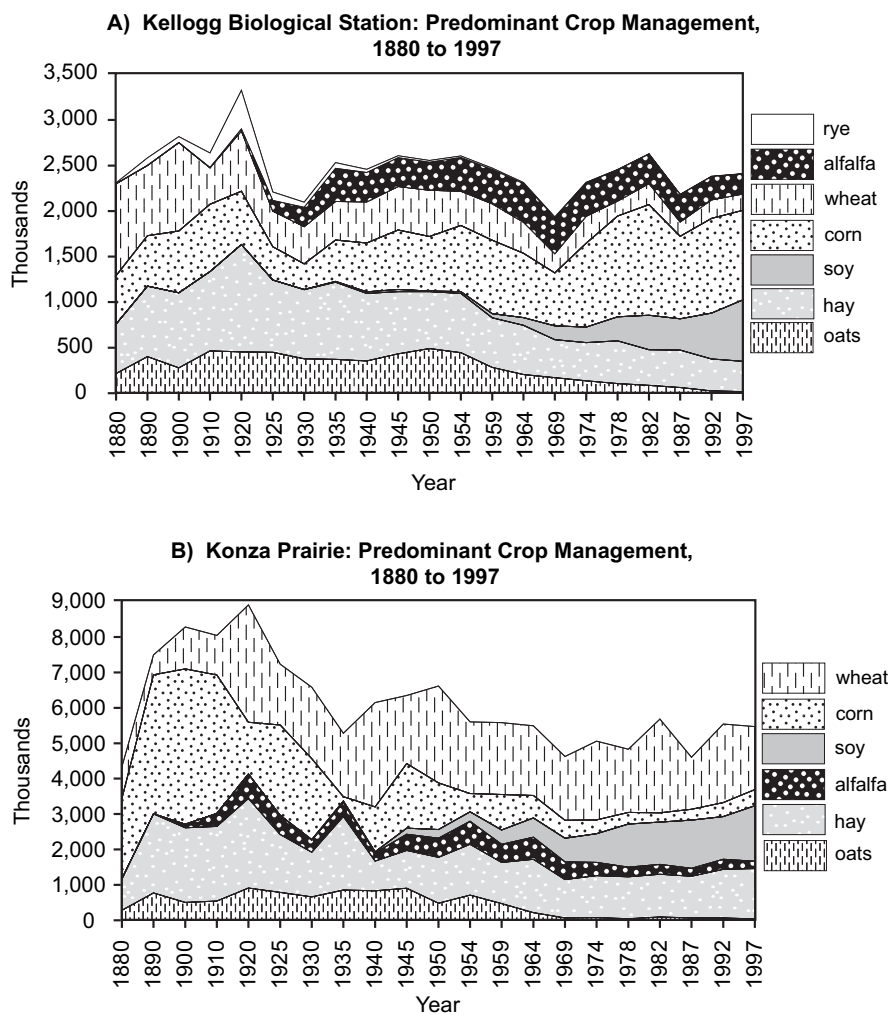 A) Kellogg Biological Station: Predominant Crop Management,
1880 to 1997
3,500
3,000
2,500
2,000
1,500
1,000
500
0
Thousands
1880 1890 1900 1910 1920 1925 1930 1935 1940 1945 1950 1954 1959 1964 1969 1974 1978 1982 1987 1992 1997
Year
rye
alfalfa
wheat
corn
soy
hay
oats
B) Konza Prairie: Predominant Crop Management,
1880 to 1997
9,000
8,000
7,000
6,000
5,000
4,000
3,000
2,000
1,000
0
Thousands
1880 1890 1900 1910 1920 1925 1930 1935 1940 1945 1950 1954 1959 1964 1969 1974 1978 1982 1987 1992 1997
Year
wheat
corn
soy
alfalfa
hay
oats